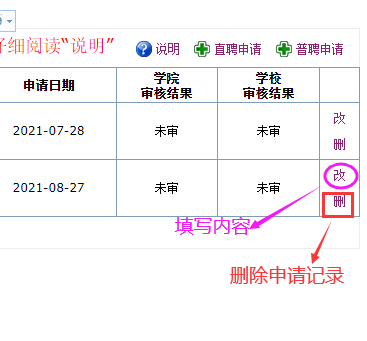 仔细阅读“说明” 说明 直聘申请 普聘申请
申请日期 学院审核结果 学校审核结果
2021-07-28 未审 未审 改
删
2021-08-27 未审 未审 改
删
填写内容
删除申请记录